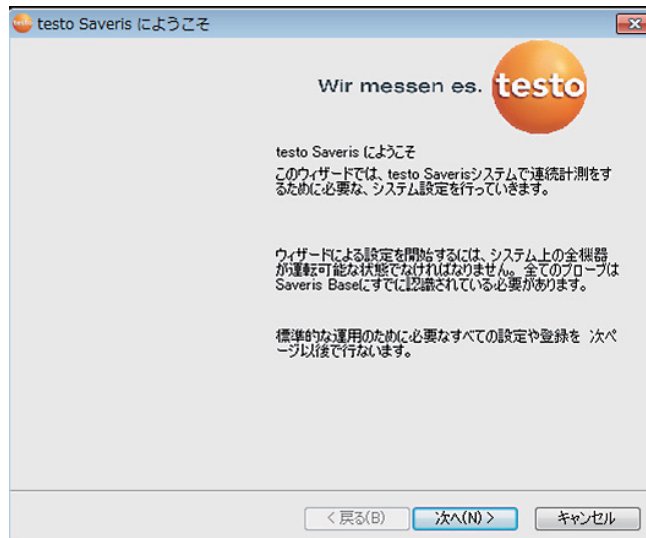 testo Saveris にようこそ
Wir messen es. testo
testo Saveris にようこそ
このウィザードでは、testo Saverisシステムで連続計測をす
るために必要な、システム設定を行っていきます。
ウィザードによる設定を開始するには、システム上の全機器
が運転可能な状態でなければなりません。全てのプローブは
Saveris Baseにすでに認識されている必要があります。
標準的な運用のために必要なすべての設定や登録を 次ペ
ージ以後で行ないます。
< 戻る(B) 次へ(N) > キャンセル